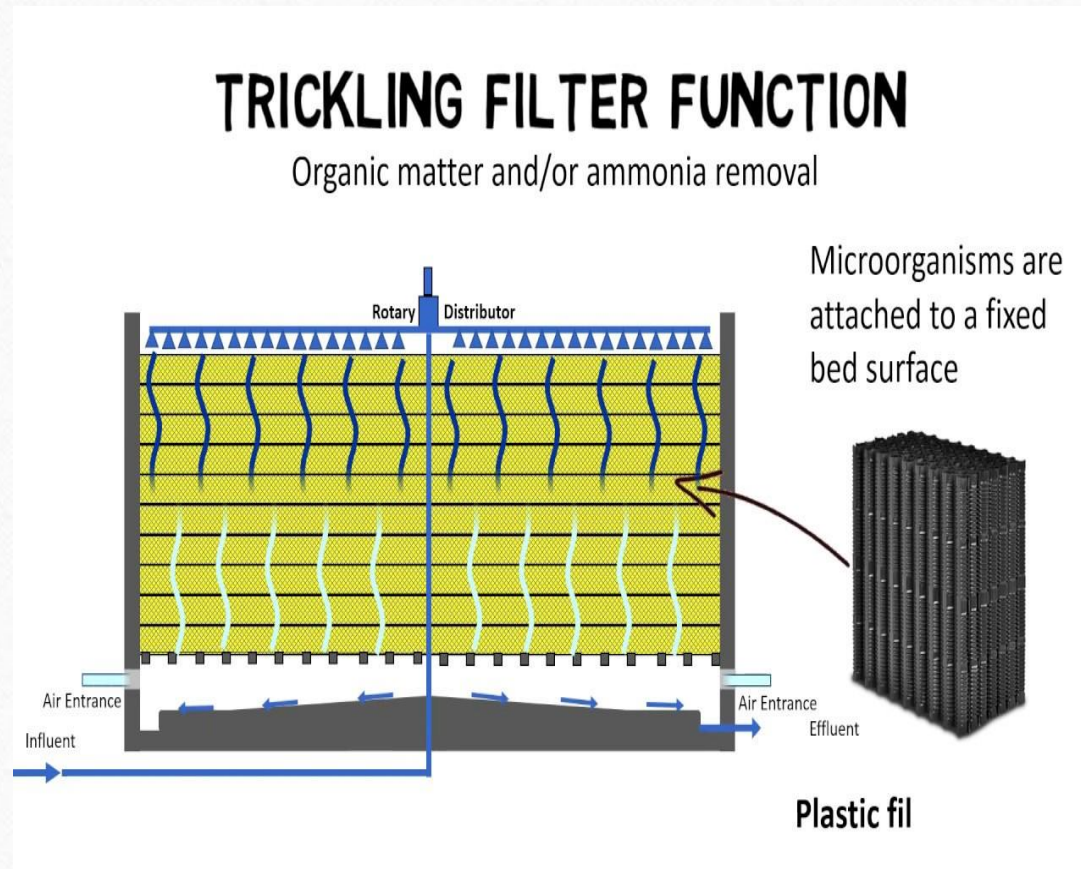 TRICKLING FILTER FUNCTION
Organic matter and/or ammonia removal
Microorganisms are
attached to a fixed
bed surface
Rotary Distributor
Air Entrance
Air Entrance
Influent
Effluent
Plastic fil